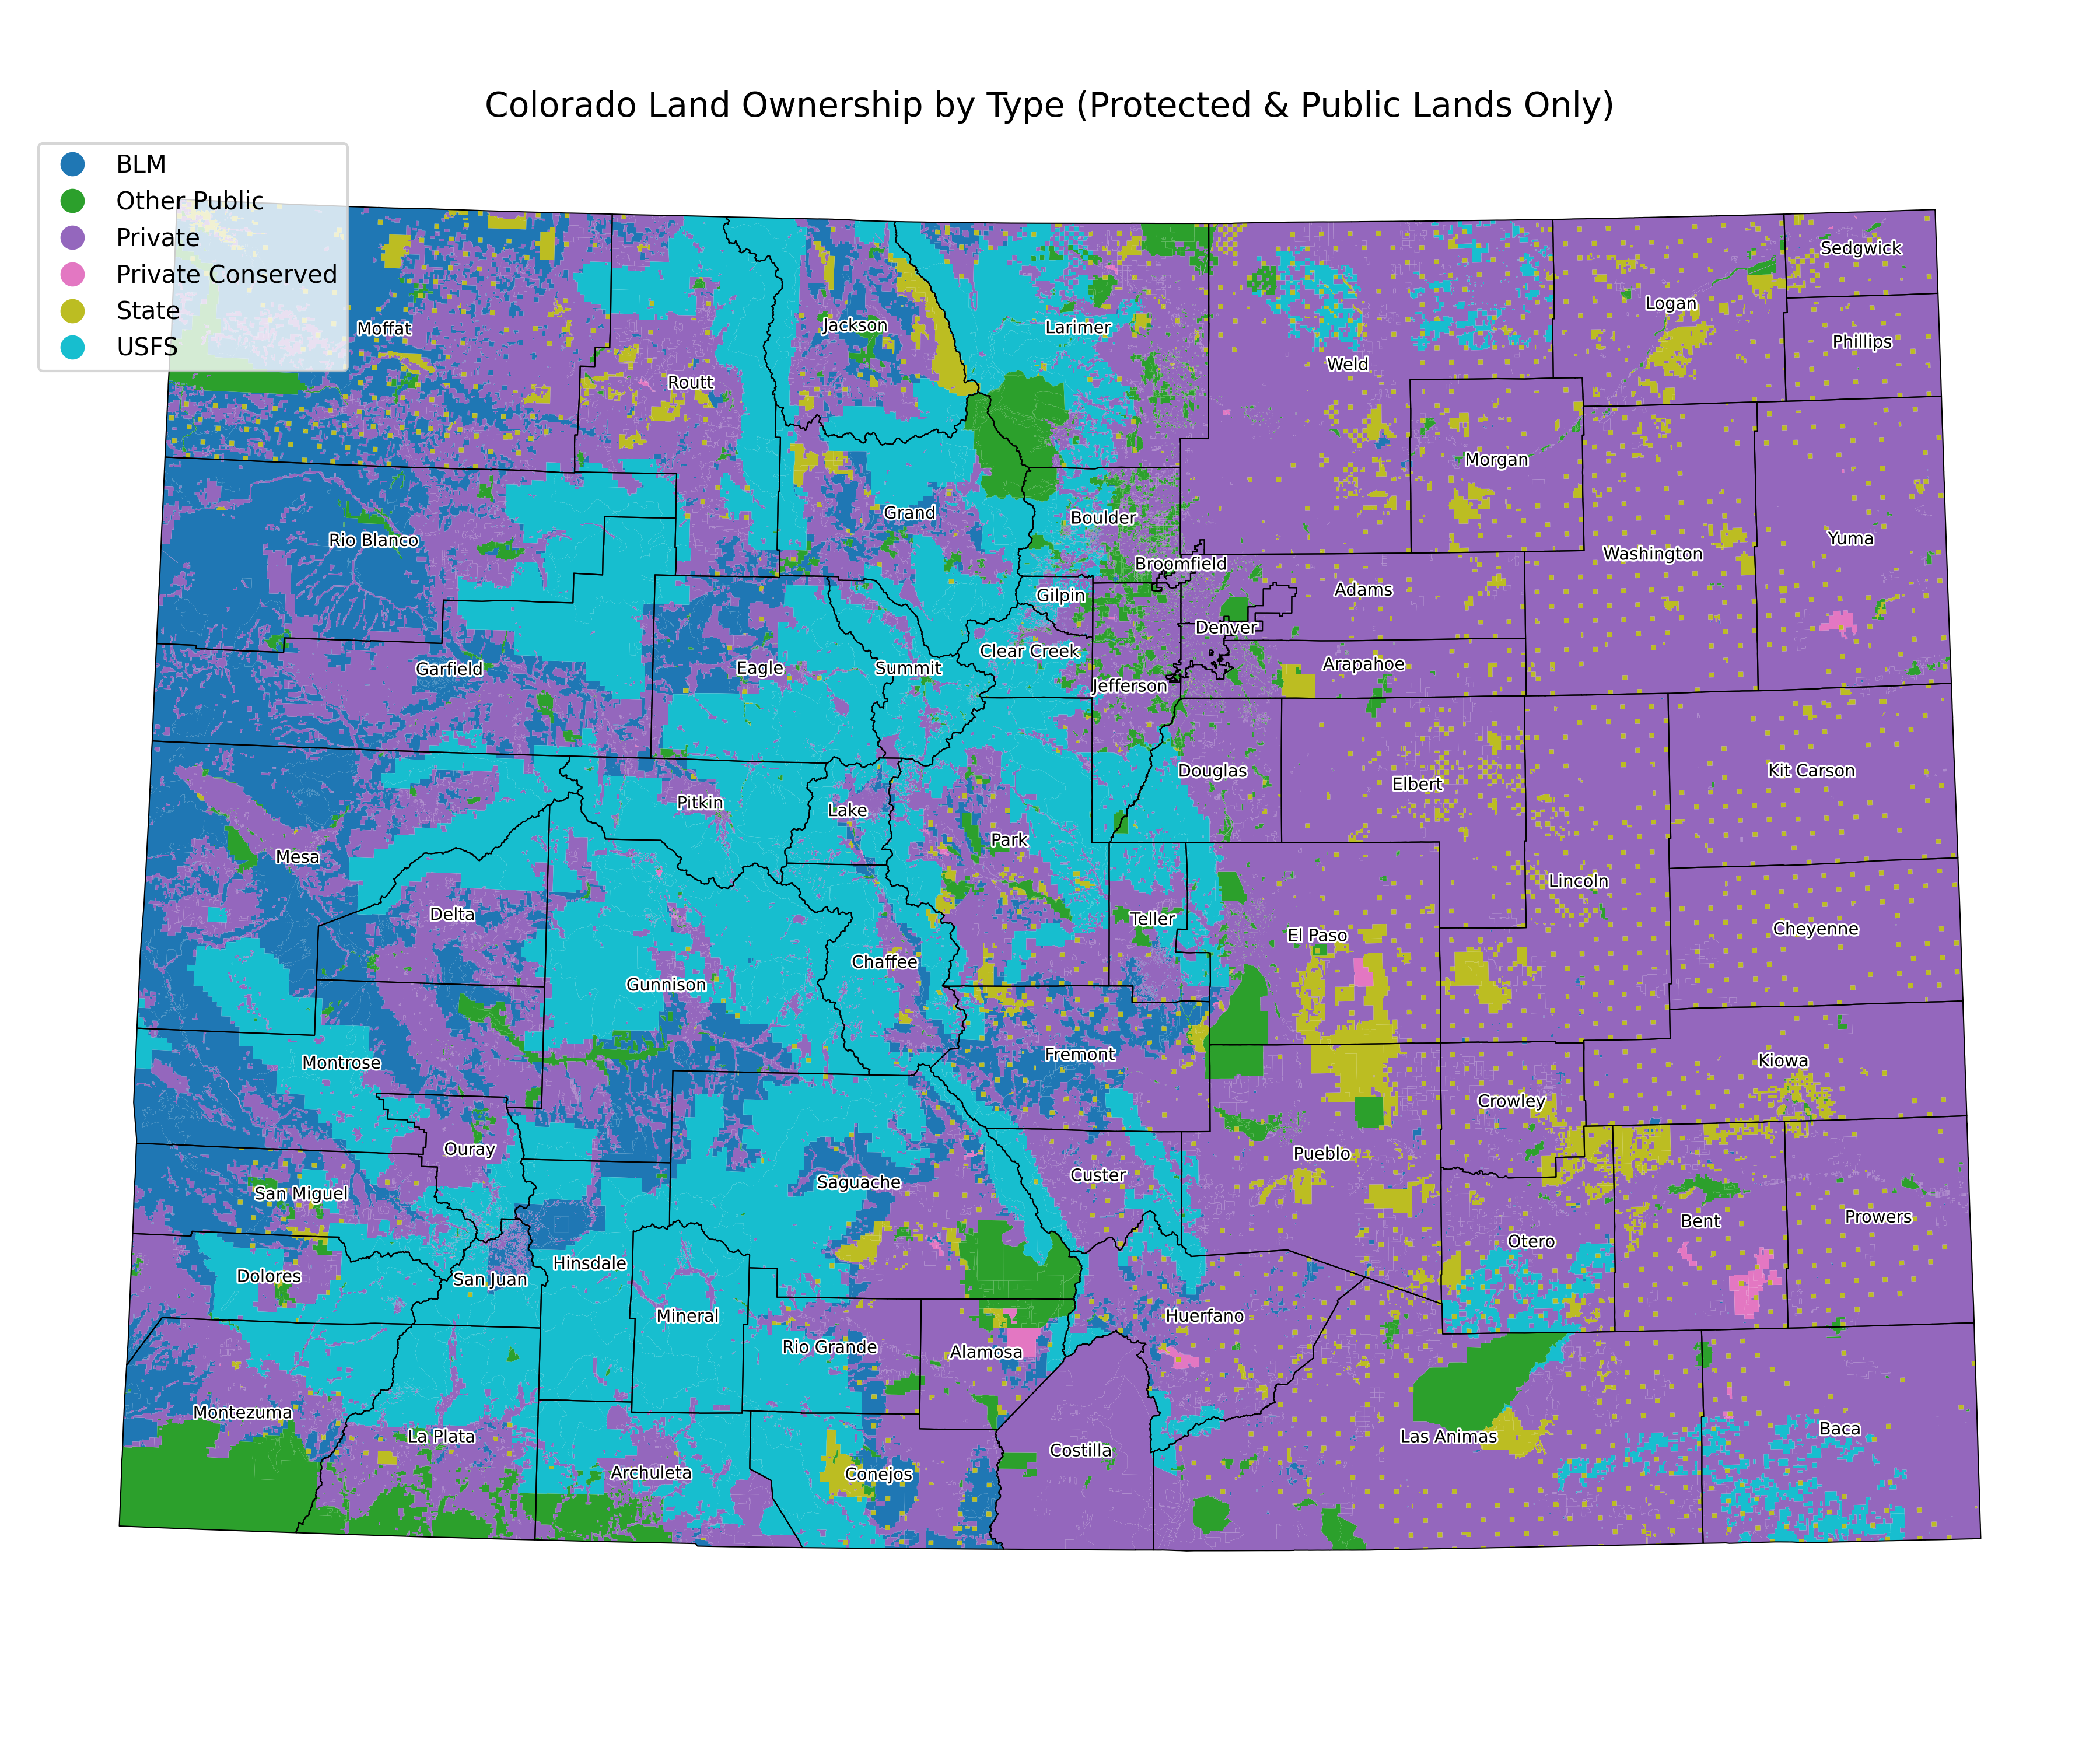 Colorado Land Ownership by Type (Protected & Public Lands Only)
BLM
Other Public
Private
Private Conserved
State
USFS
Sedgwick
Logan
Moffat
Jackson
Larimer
Phillips
Weld
Routt
Morgan
Grand
Boulder
Rio Blanco
Yuma
Washington
Broomfield
Gilpin
Adams
Denver
Clear Creek
Garfield
Eagle
Summit
Arapahoe
Jefferson
Douglas
Kit Carson
Elbert
Pitkin
Lake
Park
Mesa
Lincoln
Delta
Teller
Cheyenne
El Paso
Chaffee
Gunnison
Fremont
Montrose
Kiowa
Crowley
Ouray
Pueblo
Custer
Saguache
San Miguel
Bent
Prowers
Otero
Hinsdale
Dolores
San Juan
Mineral
Huerfano
Rio Grande
Alamosa
Montezuma
La Plata
Las Animas
Baca
Costilla
Archuleta
Conejos